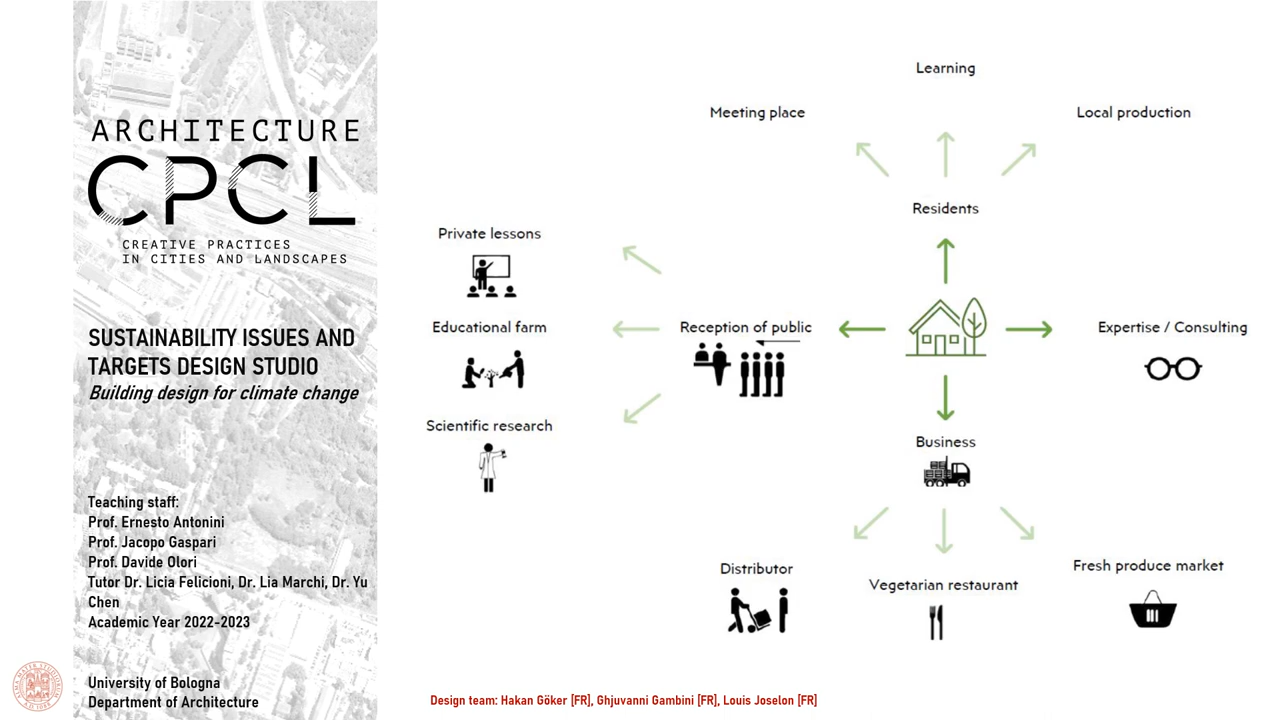 ARCHITECTURE
CPCL
CREATIVE PRACTICES
IN CITIES AND LANDSCAPES
SUSTAINABILITY ISSUES AND
TARGETS DESIGN STUDIO
Building design for climate change
Teaching staff:
Prof. Ernesto Antonini
Prof. Jacopo Gaspari
Prof. Davide Olori
Tutor Dr. Licia Felicioni, Dr. Lia Marchi, Dr. Yu
Chen
Academic Year 2022-2023
University of Bologna
Department of Architecture
Learning
Meeting place
Local production
Residents
Private lessons
Educational farm
Reception of public
Expertise / Consulting
Scientific research
Business
Distributor
Vegetarian restaurant
Fresh produce market
Design team: Hakan Göker [FR], Ghjuvanni Gambini [FR], Louis Joselon [FR]